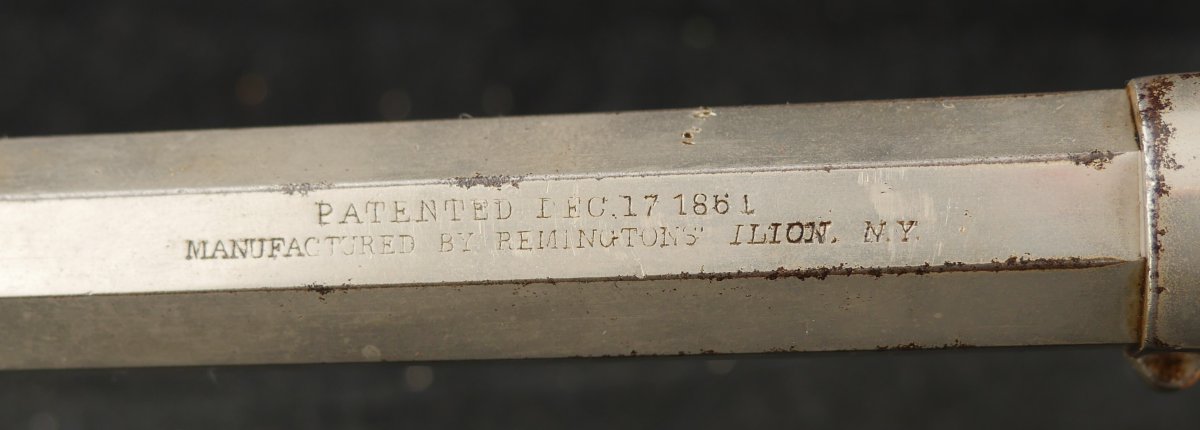 PATENTED DEC. 17 1861
MANUFACTURED BY REMINGTONS' ILION, N.Y.